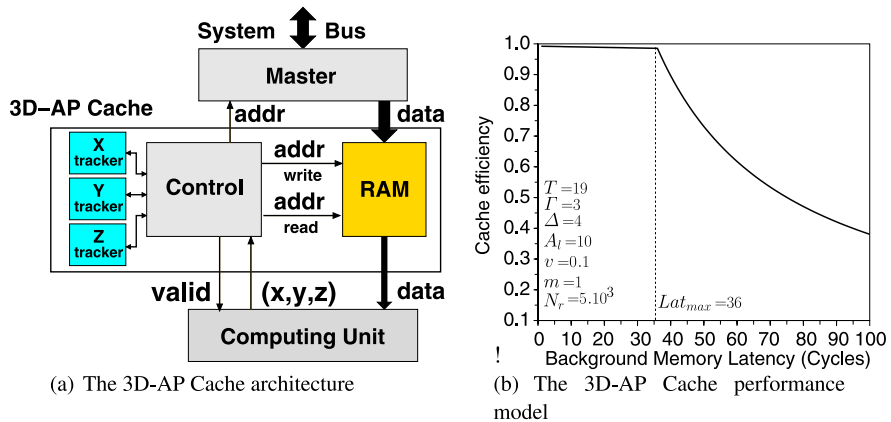 System Bus
Master
3D–AP Cache
addr
data
X
tracker
Y
tracker
Z
tracker
Control
addr
write
addr
read
RAM
valid
(x,y,z)
data
Computing Unit
(a) The 3D-AP Cache architecture
Cache efficiency
1.0
0.9
0.8
0.7
0.6
0.5
0.4
0.3
0.2
0.1
T=19
Γ=3
Δ=4
A_l=10
v=0.1
m=1
N_r=5.10^3
Lat_max=36
0 10 20 30 40 50 60 70 80 90 100
! Background Memory Latency (Cycles)
(b) The 3D-AP Cache performance
model